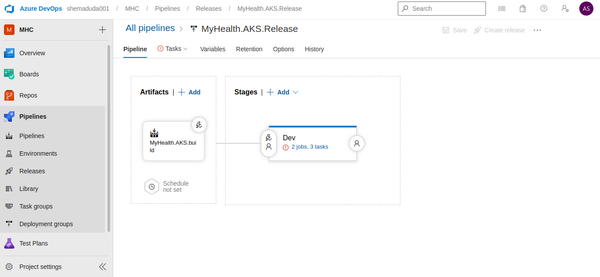 Azure DevOps shemaduda001 / MHC / Pipelines / Releases / MyHealth.AKS.Release Search AS
M MHC
All pipelines > MyHealth.AKS.Release Save Create release ...
Pipeline Tasks Variables Retention Options History
Overview
Boards
Repos
Pipelines
Pipelines
Environments
Releases
Library
Task groups
Deployment groups
Test Plans
Project settings
Artifacts | + Add
MyHealth.AKS.bui
ld
Schedule
not set
Stages | + Add
Dev
2 jobs, 3 tasks